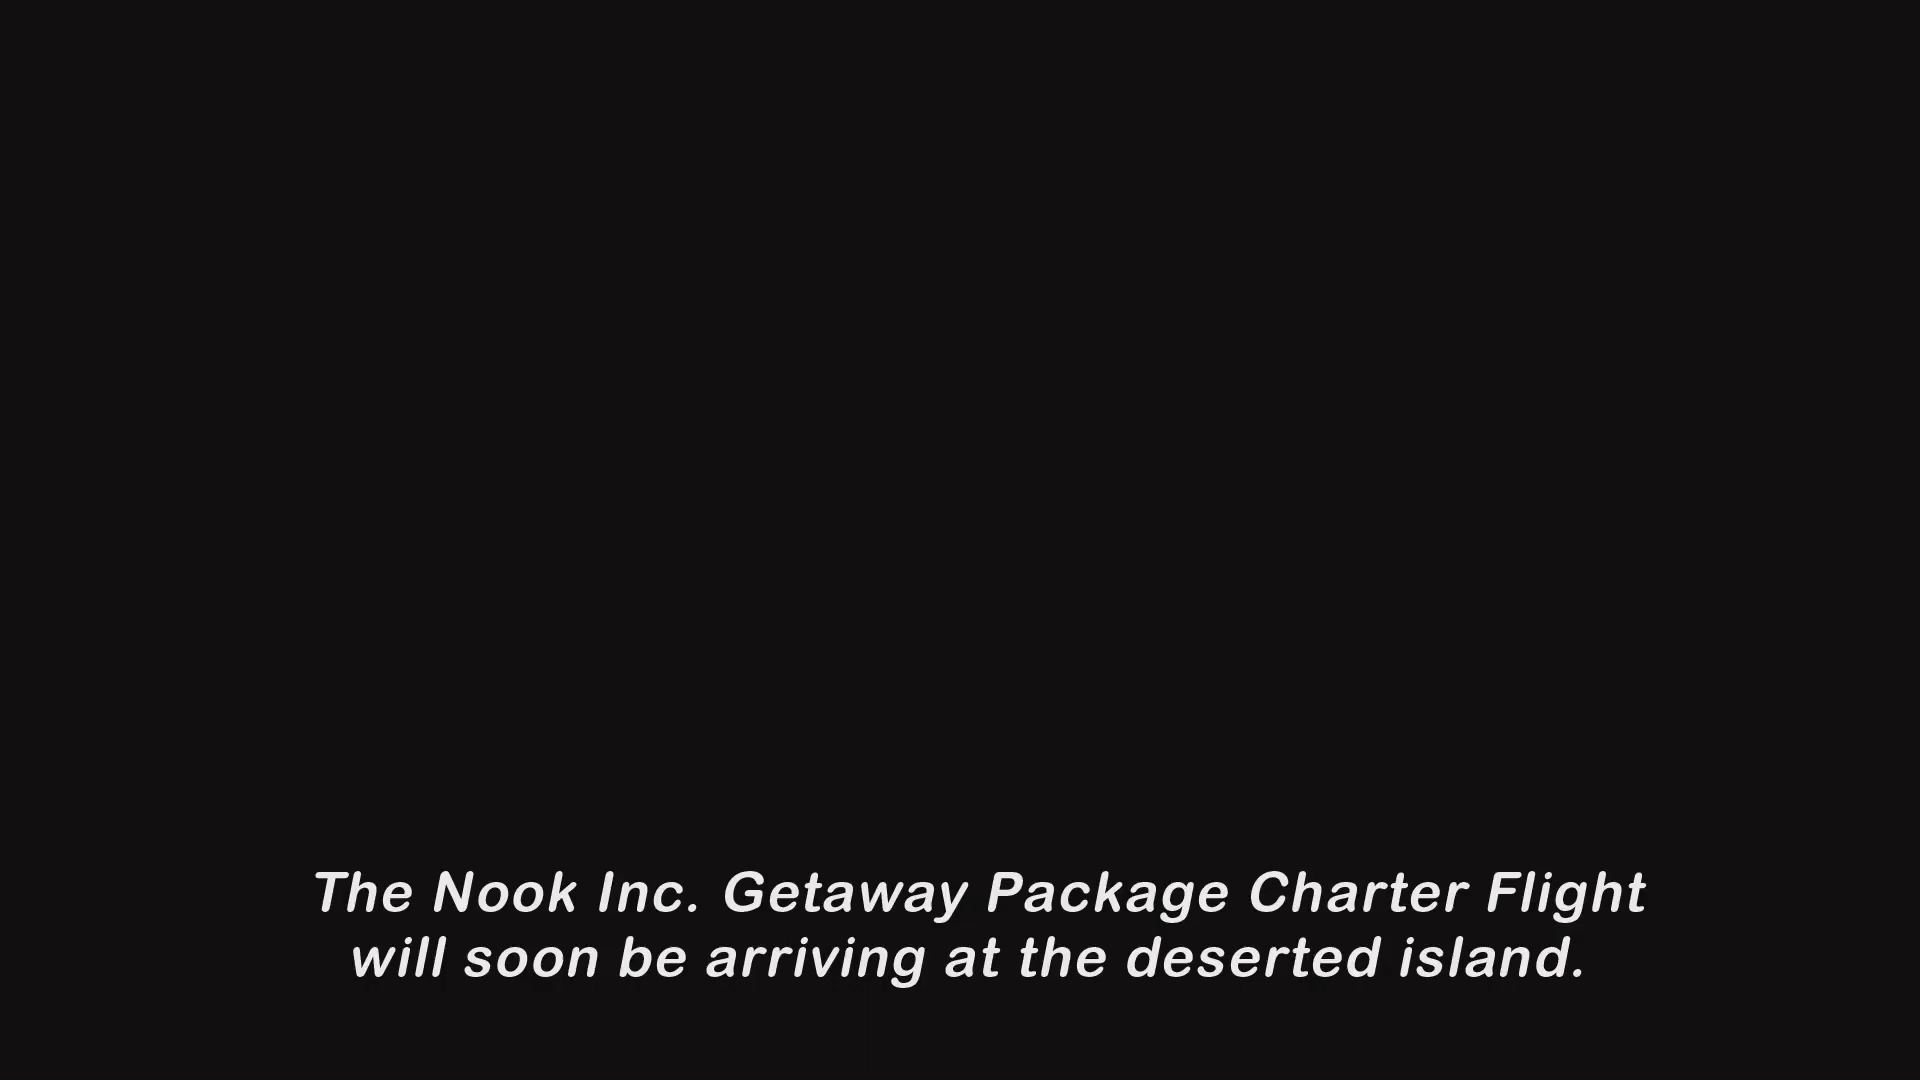 The Nook Inc. Getaway Package Charter Flight
will soon be arriving at the deserted island.